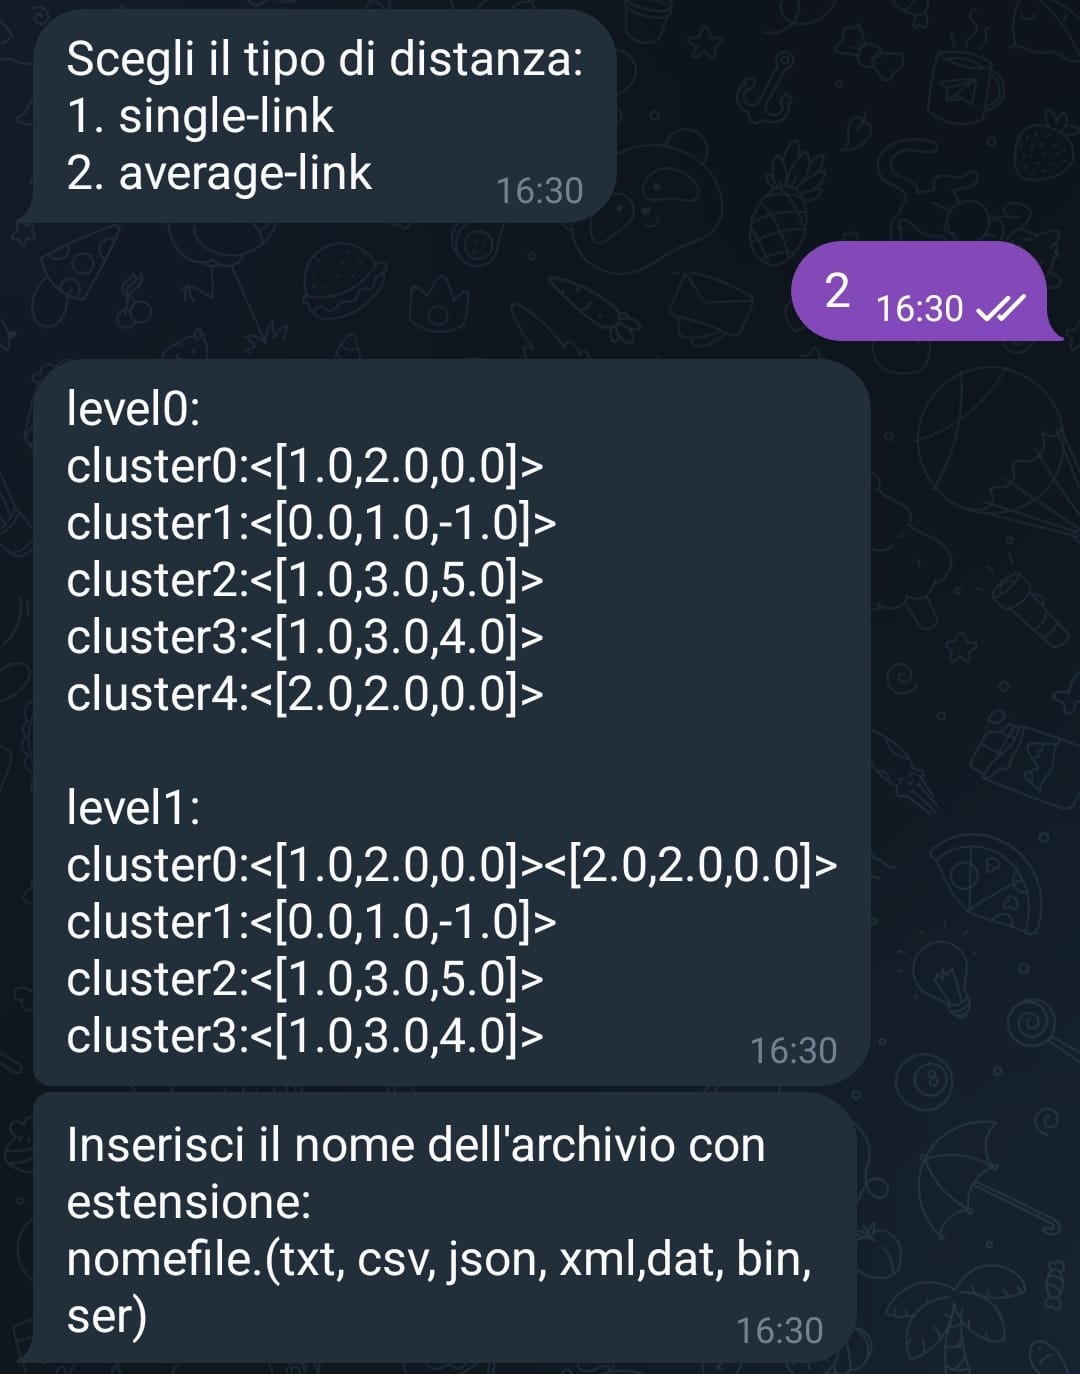 Scegli il tipo di distanza:
1. single-link
2. average-link
16:30
2
16:30
level0:
cluster0:<[1.0,2.0,0.0]>
cluster1:<[0.0,1.0,-1.0]>
cluster2:<[1.0,3.0,5.0]>
cluster3:<[1.0,3.0,4.0]>
cluster4:<[2.0,2.0,0.0]>

level1:
cluster0:<[1.0,2.0,0.0]><[2.0,2.0,0.0]>
cluster1:<[0.0,1.0,-1.0]>
cluster2:<[1.0,3.0,5.0]>
cluster3:<[1.0,3.0,4.0]>
16:30
Inserisci il nome dell'archivio con
estensione:
nomefile.(txt, csv, json, xml,dat, bin,
ser)
16:30